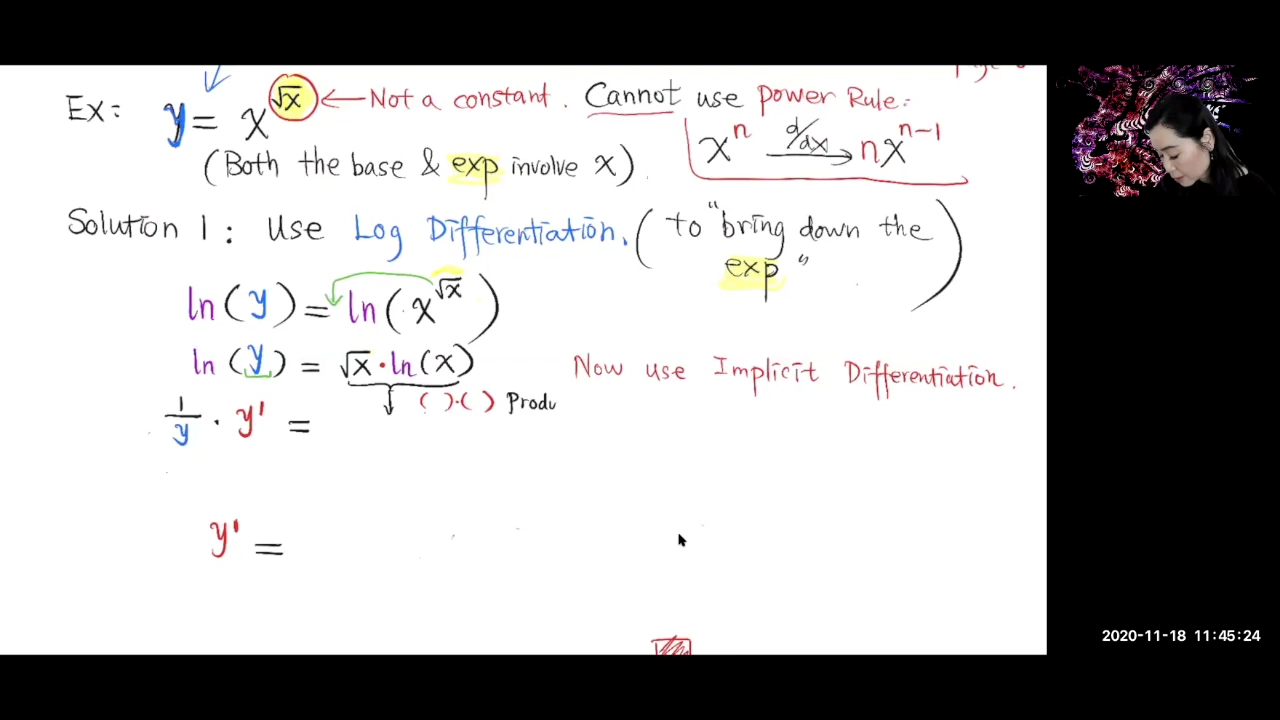 Ex: y = x^√x ← Not a constant. Cannot use power Rule:
x^n d/dx → nx^(n-1)
(Both the base & exp involve x).
Solution 1: Use Log Differentiation. (to "bring down the
exp")
ln(y) = ln(x^√x)
ln(y) = √x · ln(x) Now use Implicit Differentiation.
( )·( ) Produ
1/y · y' =
y' =
2020-11-18 11:45:24